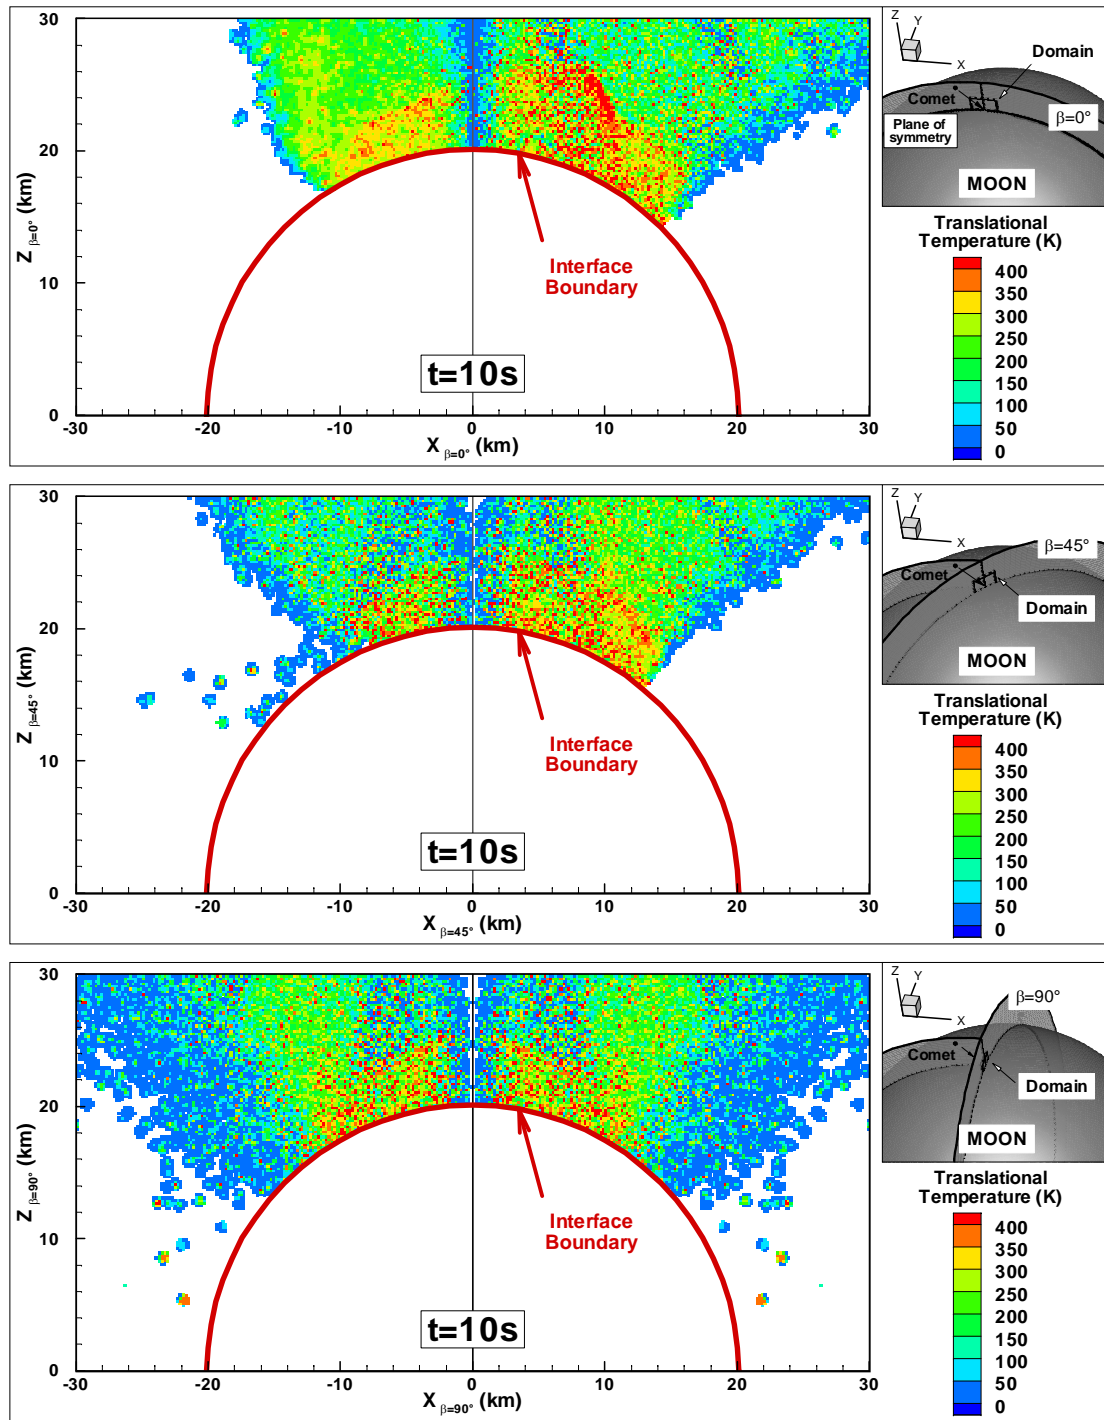 30
20
10
0
Z β=0° (km)
-30 -20 -10 0 10 20 30
X β=0° (km)
Interface
Boundary
t=10s
Z
Y
X
Domain
Comet
β=0°
Plane of
symmetry
MOON
Translational
Temperature (K)
400
350
300
250
200
150
100
50
0
30
20
10
0
Z β=45° (km)
-30 -20 -10 0 10 20 30
X β=45° (km)
Interface
Boundary
t=10s
Z
Y
X
β=45°
Comet
Domain
MOON
Translational
Temperature (K)
400
350
300
250
200
150
100
50
0
30
20
10
0
Z β=90° (km)
-30 -20 -10 0 10 20 30
X β=90° (km)
Interface
Boundary
t=10s
Z
Y
X
β=90°
Comet
Domain
MOON
Translational
Temperature (K)
400
350
300
250
200
150
100
50
0